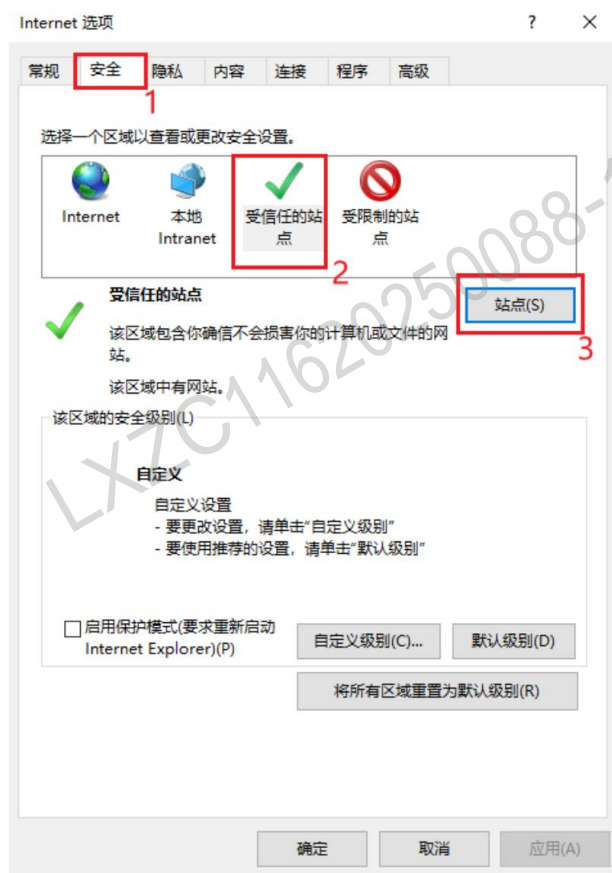 Internet 选项
常规 安全 隐私 内容 连接 程序 高级
1
选择一个区域以查看或更改安全设置。
Internet
本地
Intranet
受信任的站
点
受限制的站
点
2
受信任的站点
站点(S)
3
该区域包含你确信不会损害你的计算机或文件的网
站。
该区域中有网站。
该区域的安全级别(L)
自定义
自定义设置
- 要更改设置，请单击“自定义级别”
- 要使用推荐的设置，请单击“默认级别”
启用保护模式(要求重新启动
Internet Explorer)(P)
自定义级别(C)...
默认级别(D)
将所有区域重置为默认级别(R)
确定 取消 应用(A)
LXZC11620250088-1